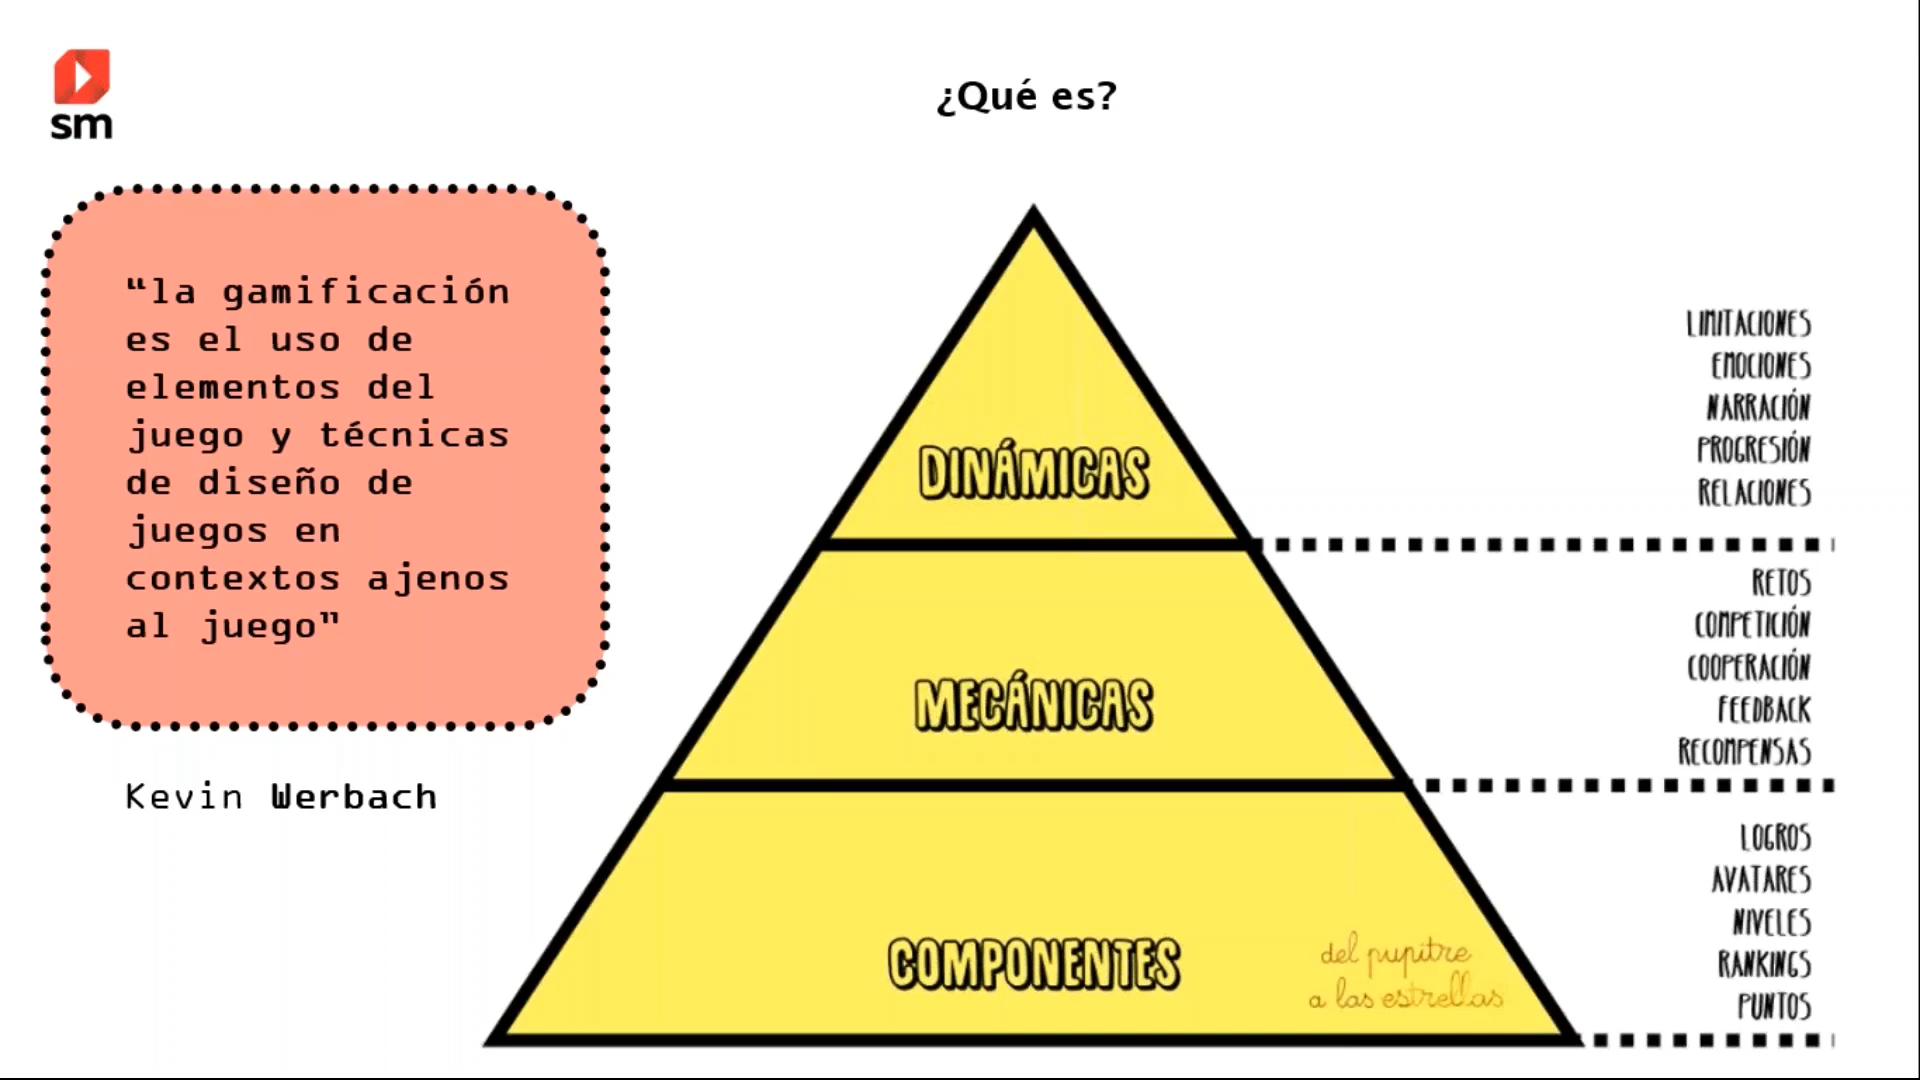 sm
¿Qué es?
“la gamificación
es el uso de
elementos del
juego y técnicas
de diseño de
juegos en
contextos ajenos
al juego”
Kevin Werbach
DINÁMICAS
LIMITACIONES
EMOCIONES
NARRACIÓN
PROGRESIÓN
RELACIONES
MECÁNICAS
RETOS
COMPETICIÓN
COOPERACIÓN
FEEDBACK
RECOMPENSAS
COMPONENTES
del pupitre
a las estrellas
LOGROS
AVATARES
NIVELES
RANKINGS
PUNTOS